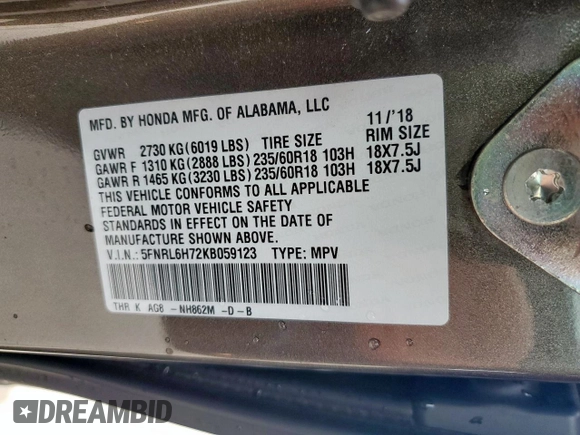 MFD. BY HONDA MFG. OF ALABAMA, LLC 11/'18
GVWR 2730 KG(6019 LBS) TIRE SIZE RIM SIZE
GAWR F 1310 KG(2888 LBS) 235/60R18 103H 18X7.5J
GAWR R 1465 KG(3230 LBS) 235/60R18 103H 18X7.5J
THIS VEHICLE CONFORMS TO ALL APPLICABLE
FEDERAL MOTOR VEHICLE SAFETY
STANDARDS IN EFFECT ON THE DATE OF
MANUFACTURE SHOWN ABOVE.
V.I.N.: 5FNRL6H72KB059123 TYPE: MPV
THR K AG8 - NH862M -D - B
DREAMBID